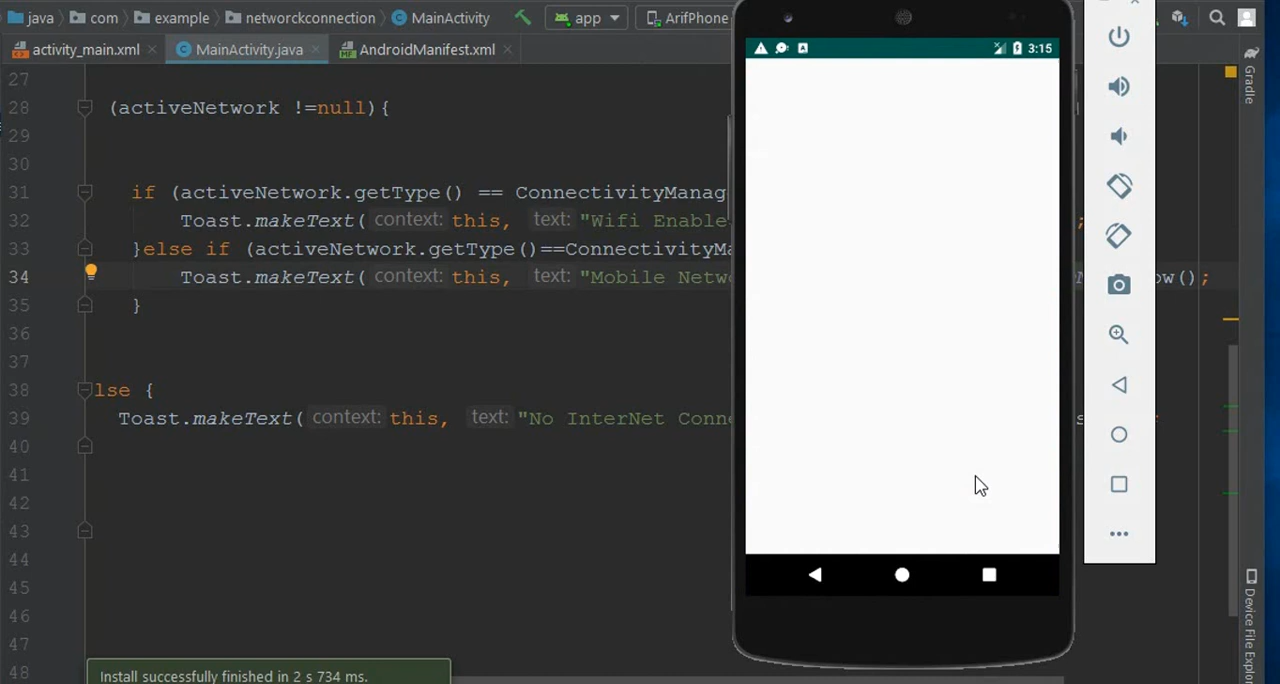 java com example networckconnection MainActivity app ArifPhone
activity_main.xml MainActivity.java AndroidManifest.xml
Gradle
3:15
27
28 (activeNetwork !=null){
29
30
31 if (activeNetwork.getType() == ConnectivityManag
32 Toast.makeText( context: this, text: "Wifi Enable ;
33 }else if (activeNetwork.getType()==ConnectivityMa
34 Toast.makeText( context: this, text: "Mobile Netw ow();
35 }
36
37
38 lse {
39 Toast.makeText( context: this, text: "No InterNet Conne
40
41
42
43
44
45
46
47
48
Install successfully finished in 2 s 734 ms.
Device File Explor